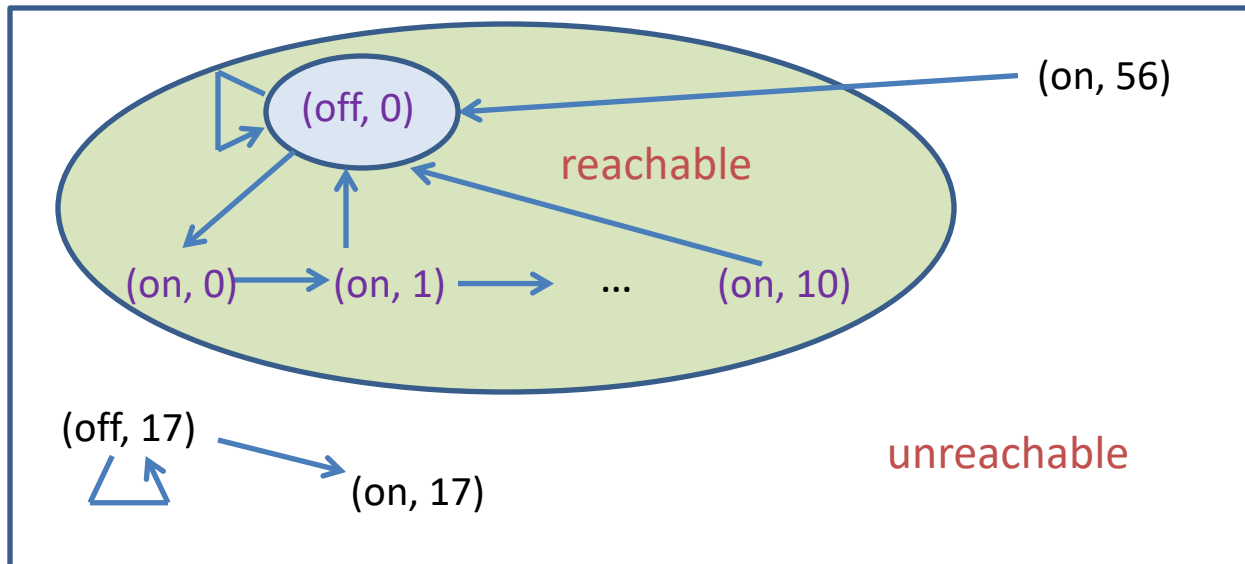 (on, 56)
(off, 0)
reachable
(on, 0)
(on, 1)
...
(on, 10)
(off, 17)
unreachable
(on, 17)